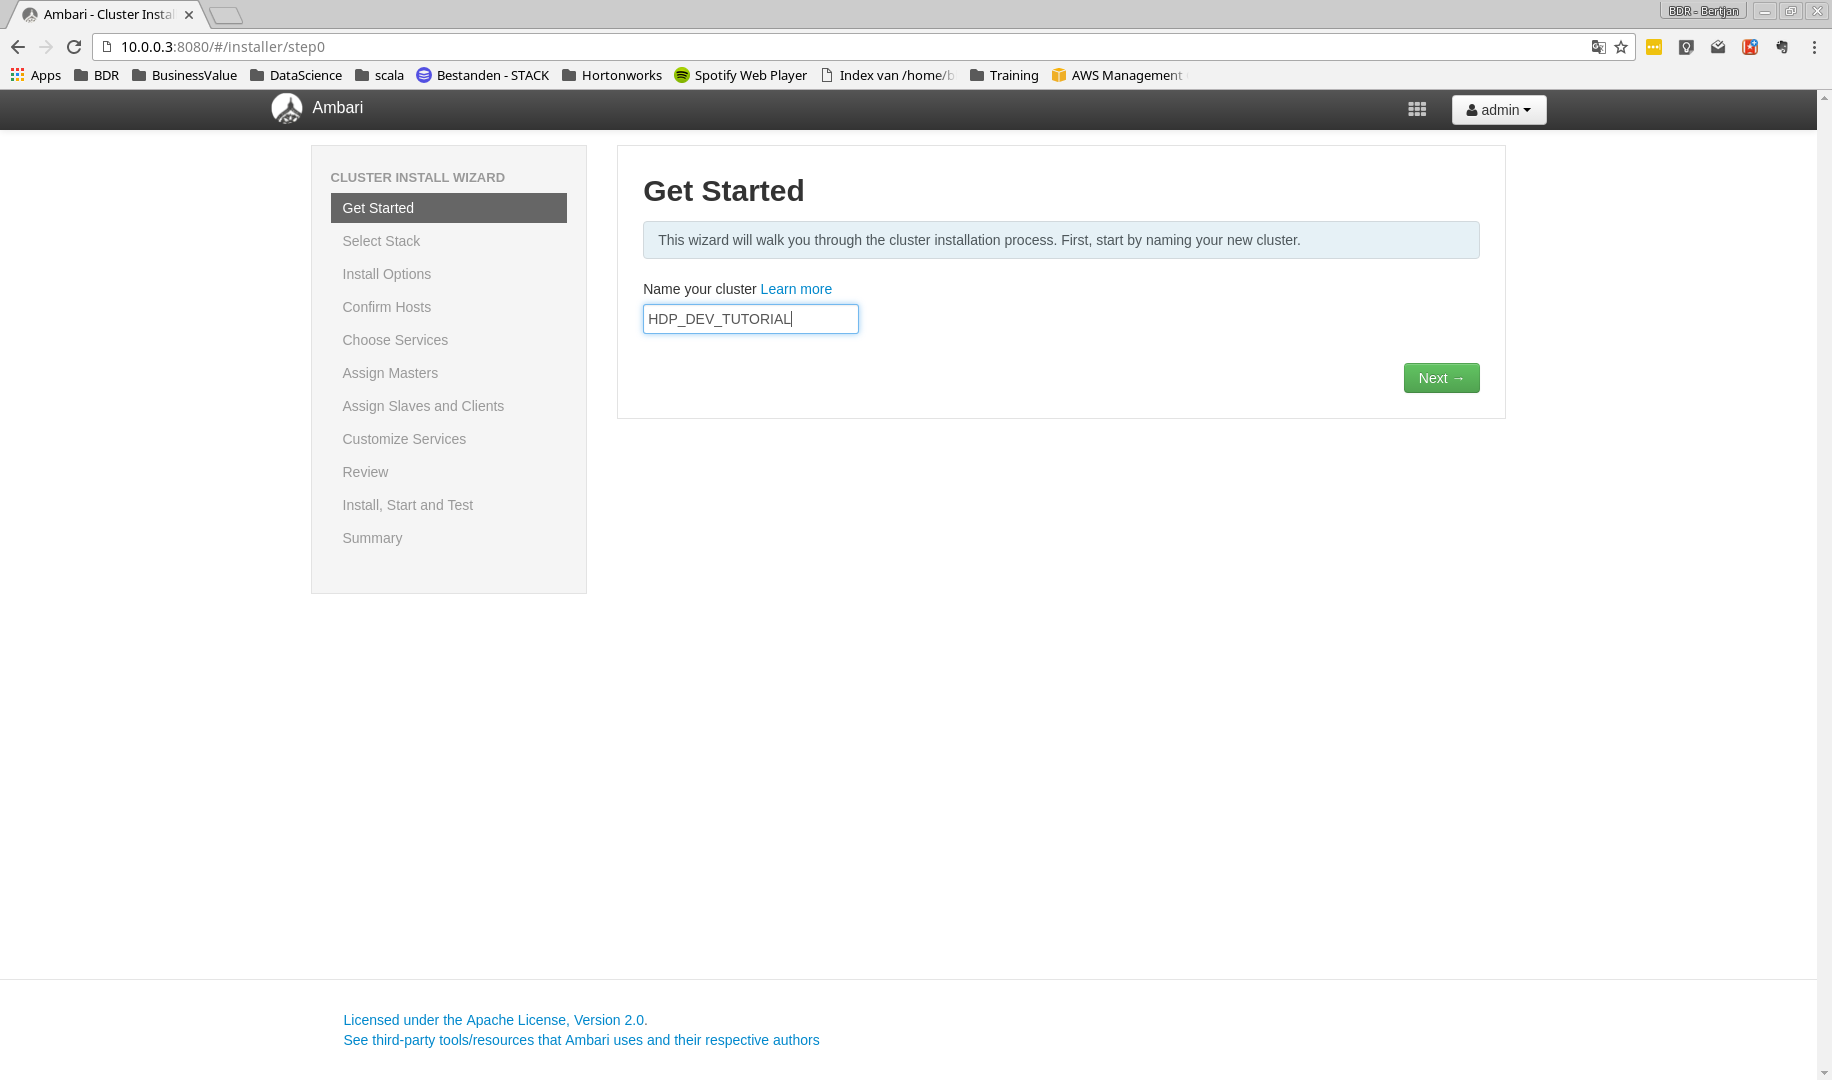 Ambari - Cluster Instal
BDR - Bertjan
10.0.0.3:8080/#/installer/step0
Apps BDR BusinessValue DataScience scala Bestanden - STACK Hortonworks Spotify Web Player Index van /home/b Training AWS Management
Ambari
admin
CLUSTER INSTALL WIZARD
Get Started
Select Stack
Install Options
Confirm Hosts
Choose Services
Assign Masters
Assign Slaves and Clients
Customize Services
Review
Install, Start and Test
Summary
Get Started
This wizard will walk you through the cluster installation process. First, start by naming your new cluster.
Name your cluster Learn more
HDP_DEV_TUTORIAL
Next →
Licensed under the Apache License, Version 2.0.
See third-party tools/resources that Ambari uses and their respective authors